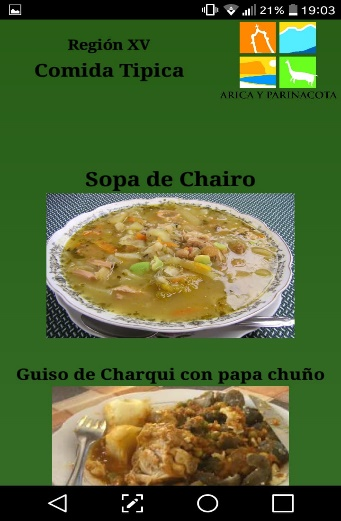 21% 19:03
Región XV
Comida Tipica
ARICA Y PARINACOTA
Sopa de Chairo
Guiso de Charqui con papa chuño